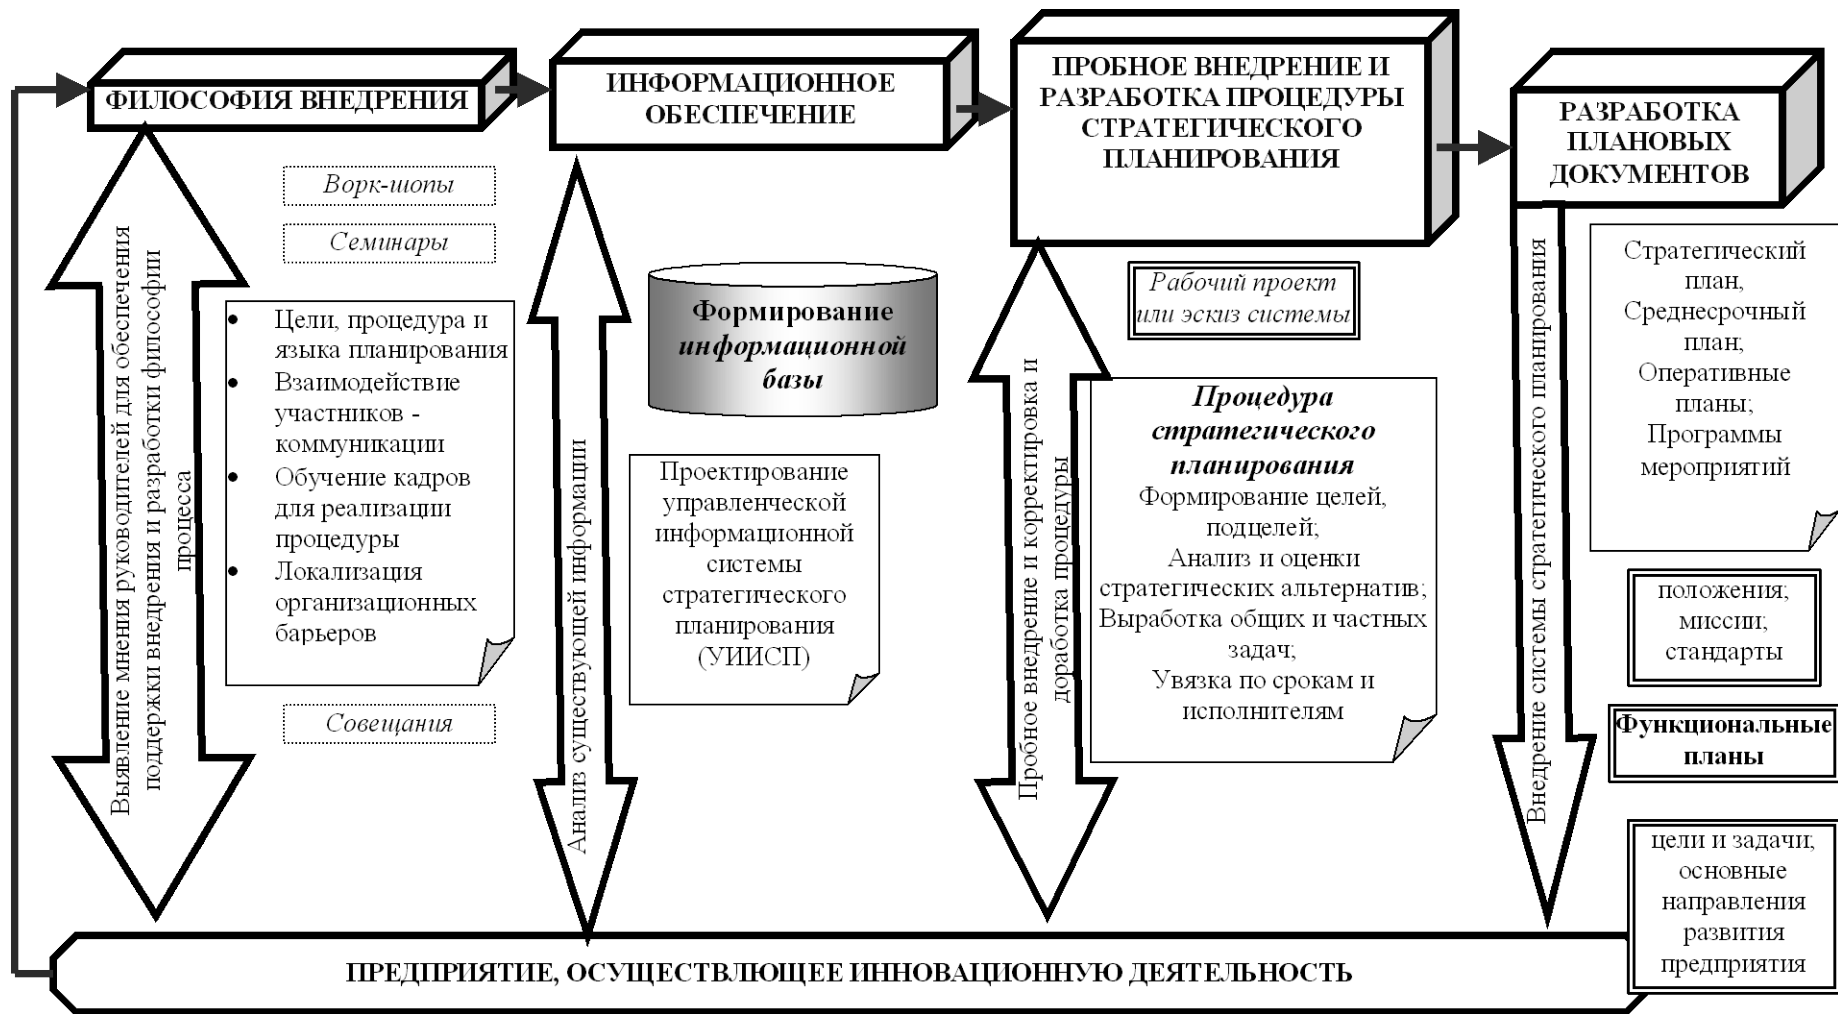 ФИЛОСОФИЯ ВНЕДРЕНИЯ
ИНФОРМАЦИОННОЕ
ОБЕСПЕЧЕНИЕ
ПРОБНОЕ ВНЕДРЕНИЕ И
РАЗРАБОТКА ПРОЦЕДУРЫ
СТРАТЕГИЧЕСКОГО
ПЛАНИРОВАНИЯ
РАЗРАБОТКА
ПЛАНОВЫХ
ДОКУМЕНТОВ
Выявление мнения руководителей для обеспечения
поддержки внедрения и разработки философии
процесса
Ворк-шопы
Семинары
• Цели, процедура и
языка планирования
• Взаимодействие
участников -
коммуникации
• Обучение кадров
для реализации
процедуры
• Локализация
организационных
барьеров
Совещания
Анализ существующей информации
Формирование
информационной
базы
Проектирование
управленческой
информационной
системы
стратегического
планирования
(УИИСП)
Пробное внедрение и корректировка и
доработка процедуры
Рабочий проект
или эскиз системы
Процедура
стратегического
планирования
Формирование целей,
подцелей;
Анализ и оценки
стратегических альтернатив;
Выработка общих и частных
задач;
Увязка по срокам и
исполнителям
Внедрение системы стратегического планирования
Стратегический
план,
Среднесрочный
план;
Оперативные
планы;
Программы
мероприятий
положения;
миссии;
стандарты
Функциональные
планы
цели и задачи;
основные
направления
развития
предприятия
ПРЕДПРИЯТИЕ, ОСУЩЕСТВЛЮЩЕЕ ИННОВАЦИОННУЮ ДЕЯТЕЛЬНОСТЬ